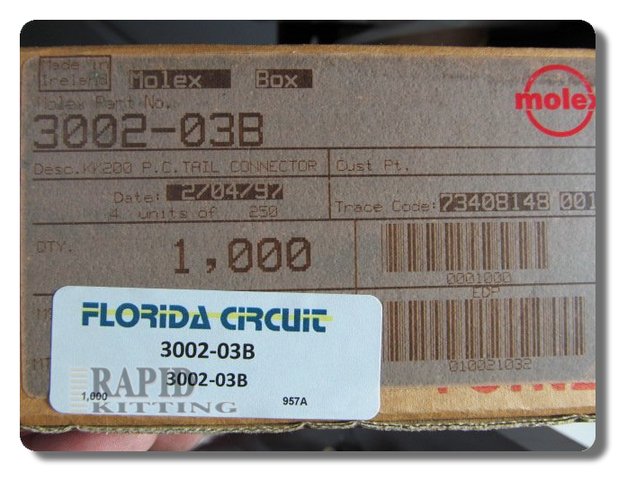 Made in
Ireland
Molex Box
molex
Molex Part No.
3002-03B
Desc.KK200 P.C.TAIL CONNECTOR
Cust Pt.
Date: 2/04/97
4 units of 250
Trace Code: 73408148 001
QTY. 1,000
0001000
EDP
010021032
FLORIDA CIRCUIT
3002-03B
3002-03B
1,000
957A
RAPID
KITTING